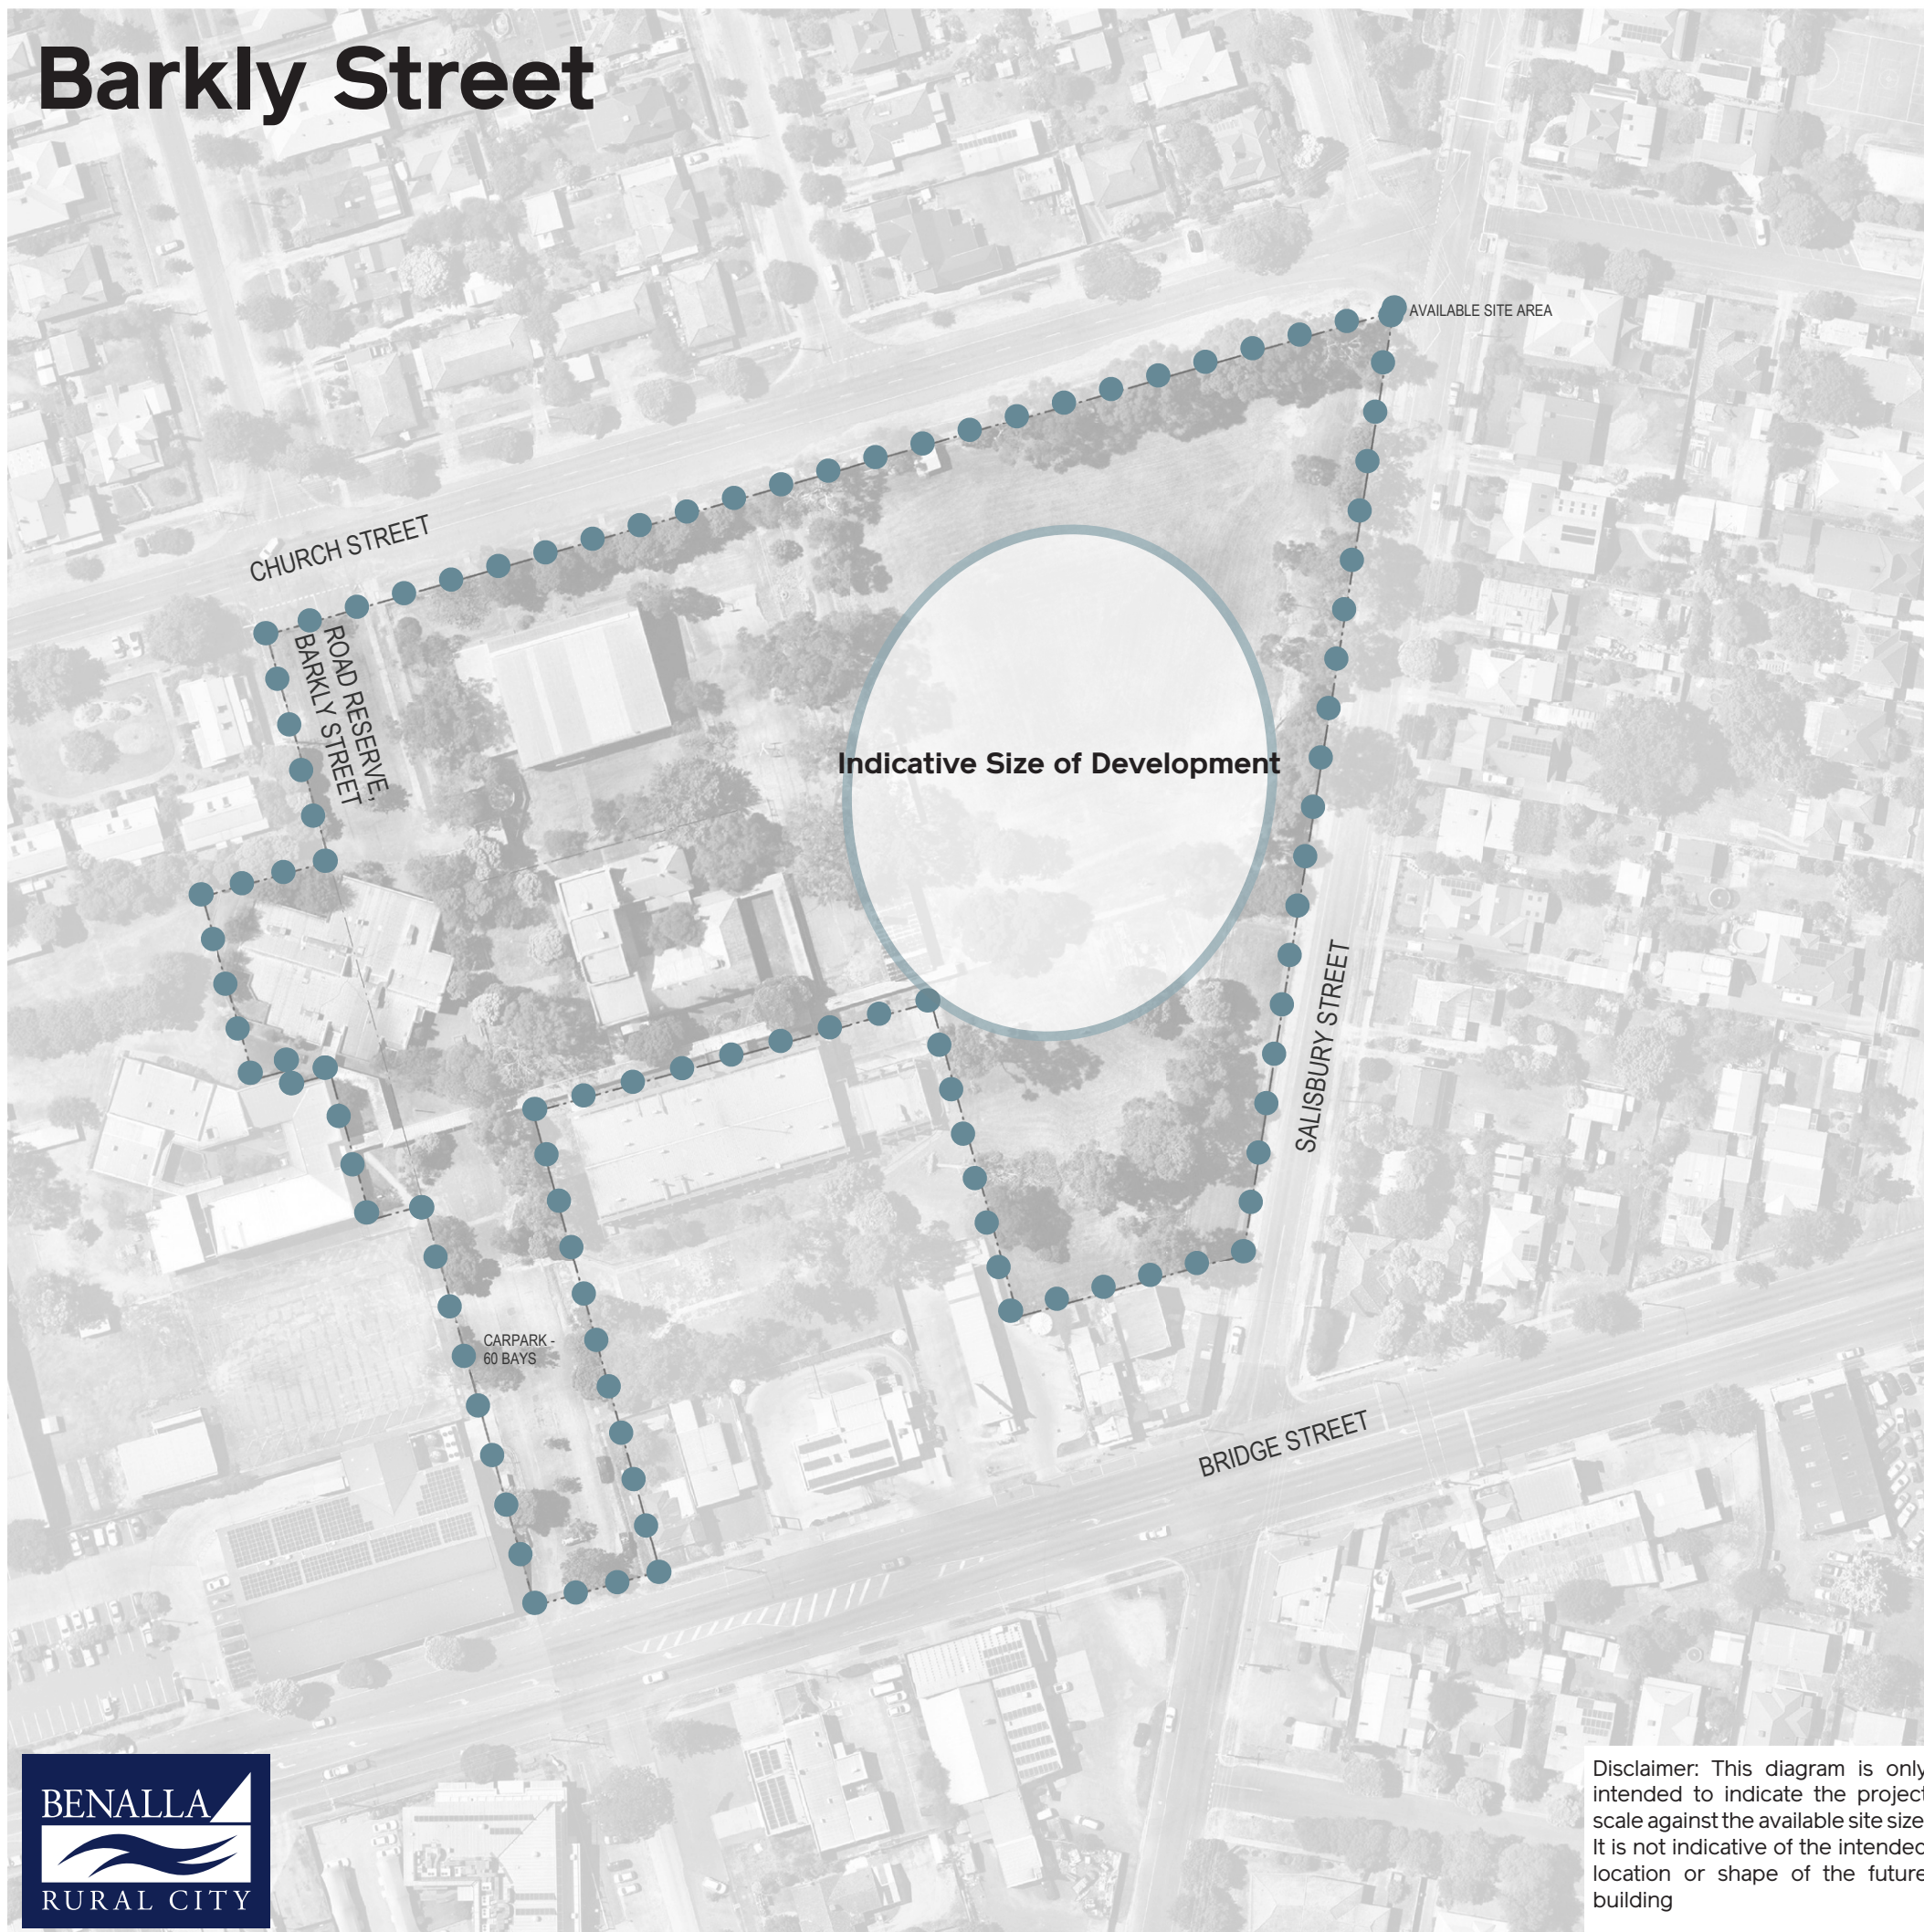 Barkly Street
AVAILABLE SITE AREA
CHURCH STREET
ROAD RESERVE,
BARKLY STREET
Indicative Size of Development
SALISBURY STREET
CARPARK -
60 BAYS
BRIDGE STREET
BENALLA
RURAL CITY
Disclaimer: This diagram is only
intended to indicate the project
scale against the available site size
It is not indicative of the intended
location or shape of the future
building